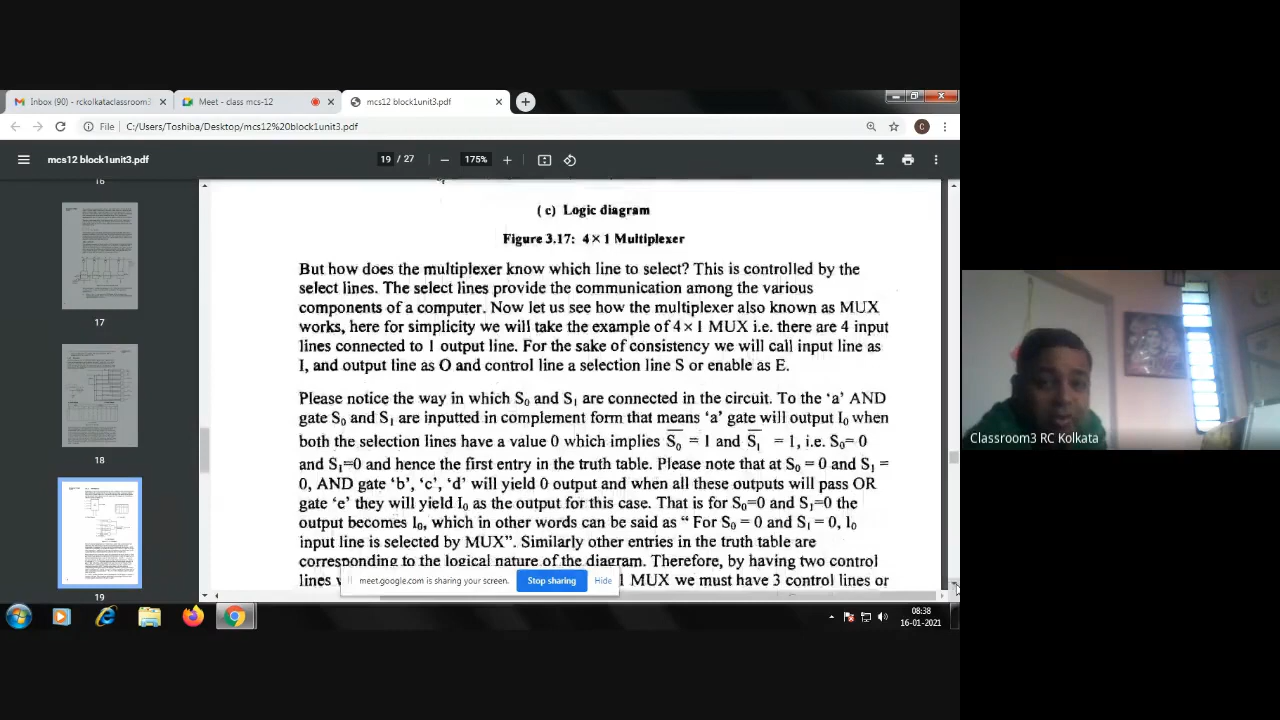 Inbox (90) - rckolkataclassroom3
Meet - class mcs-12
mcs12 block1unit3.pdf
File
C:/Users/Toshiba/Desktop/mcs12%20block1unit3.pdf
C
mcs12 block1unit3.pdf
19 / 27
175%
16
17
18
19
(c) Logic diagram
Figure 3.17: 4×1 Multiplexer
But how does the multiplexer know which line to select? This is controlled by the
select lines. The select lines provide the communication among the various
components of a computer. Now let us see how the multiplexer also known as MUX
works, here for simplicity we will take the example of 4×1 MUX i.e. there are 4 input
lines connected to 1 output line. For the sake of consistency we will call input line as
I, and output line as O and control line a selection line S or enable as E.
Please notice the way in which S₀ and S₁ are connected in the circuit. To the 'a' AND
gate S₀ and S₁ are inputted in complement form that means 'a' gate will output I₀ when
both the selection lines have a value 0 which implies S̅₀ = 1 and S̅₁ = 1, i.e. S₀= 0
and S₁=0 and hence the first entry in the truth table. Please note that at S₀ = 0 and S₁ =
0, AND gate 'b', 'c', 'd' will yield 0 output and when all these outputs will pass OR
gate 'e' they will yield I₀ as the output for this case. That is for S₀=0 and S₁=0 the
output becomes I₀, which in other words can be said as “ For S₀ = 0 and S₁ = 0, I₀
input line is selected by MUX”. Similarly other entries in the truth table are
corresponding to the logical nature of the diagram. Therefore, by having two control
lines
1 MUX we must have 3 control lines or
meet.google.com is sharing your screen.
Stop sharing
Hide
08:38
16-01-2021
Classroom3 RC Kolkata